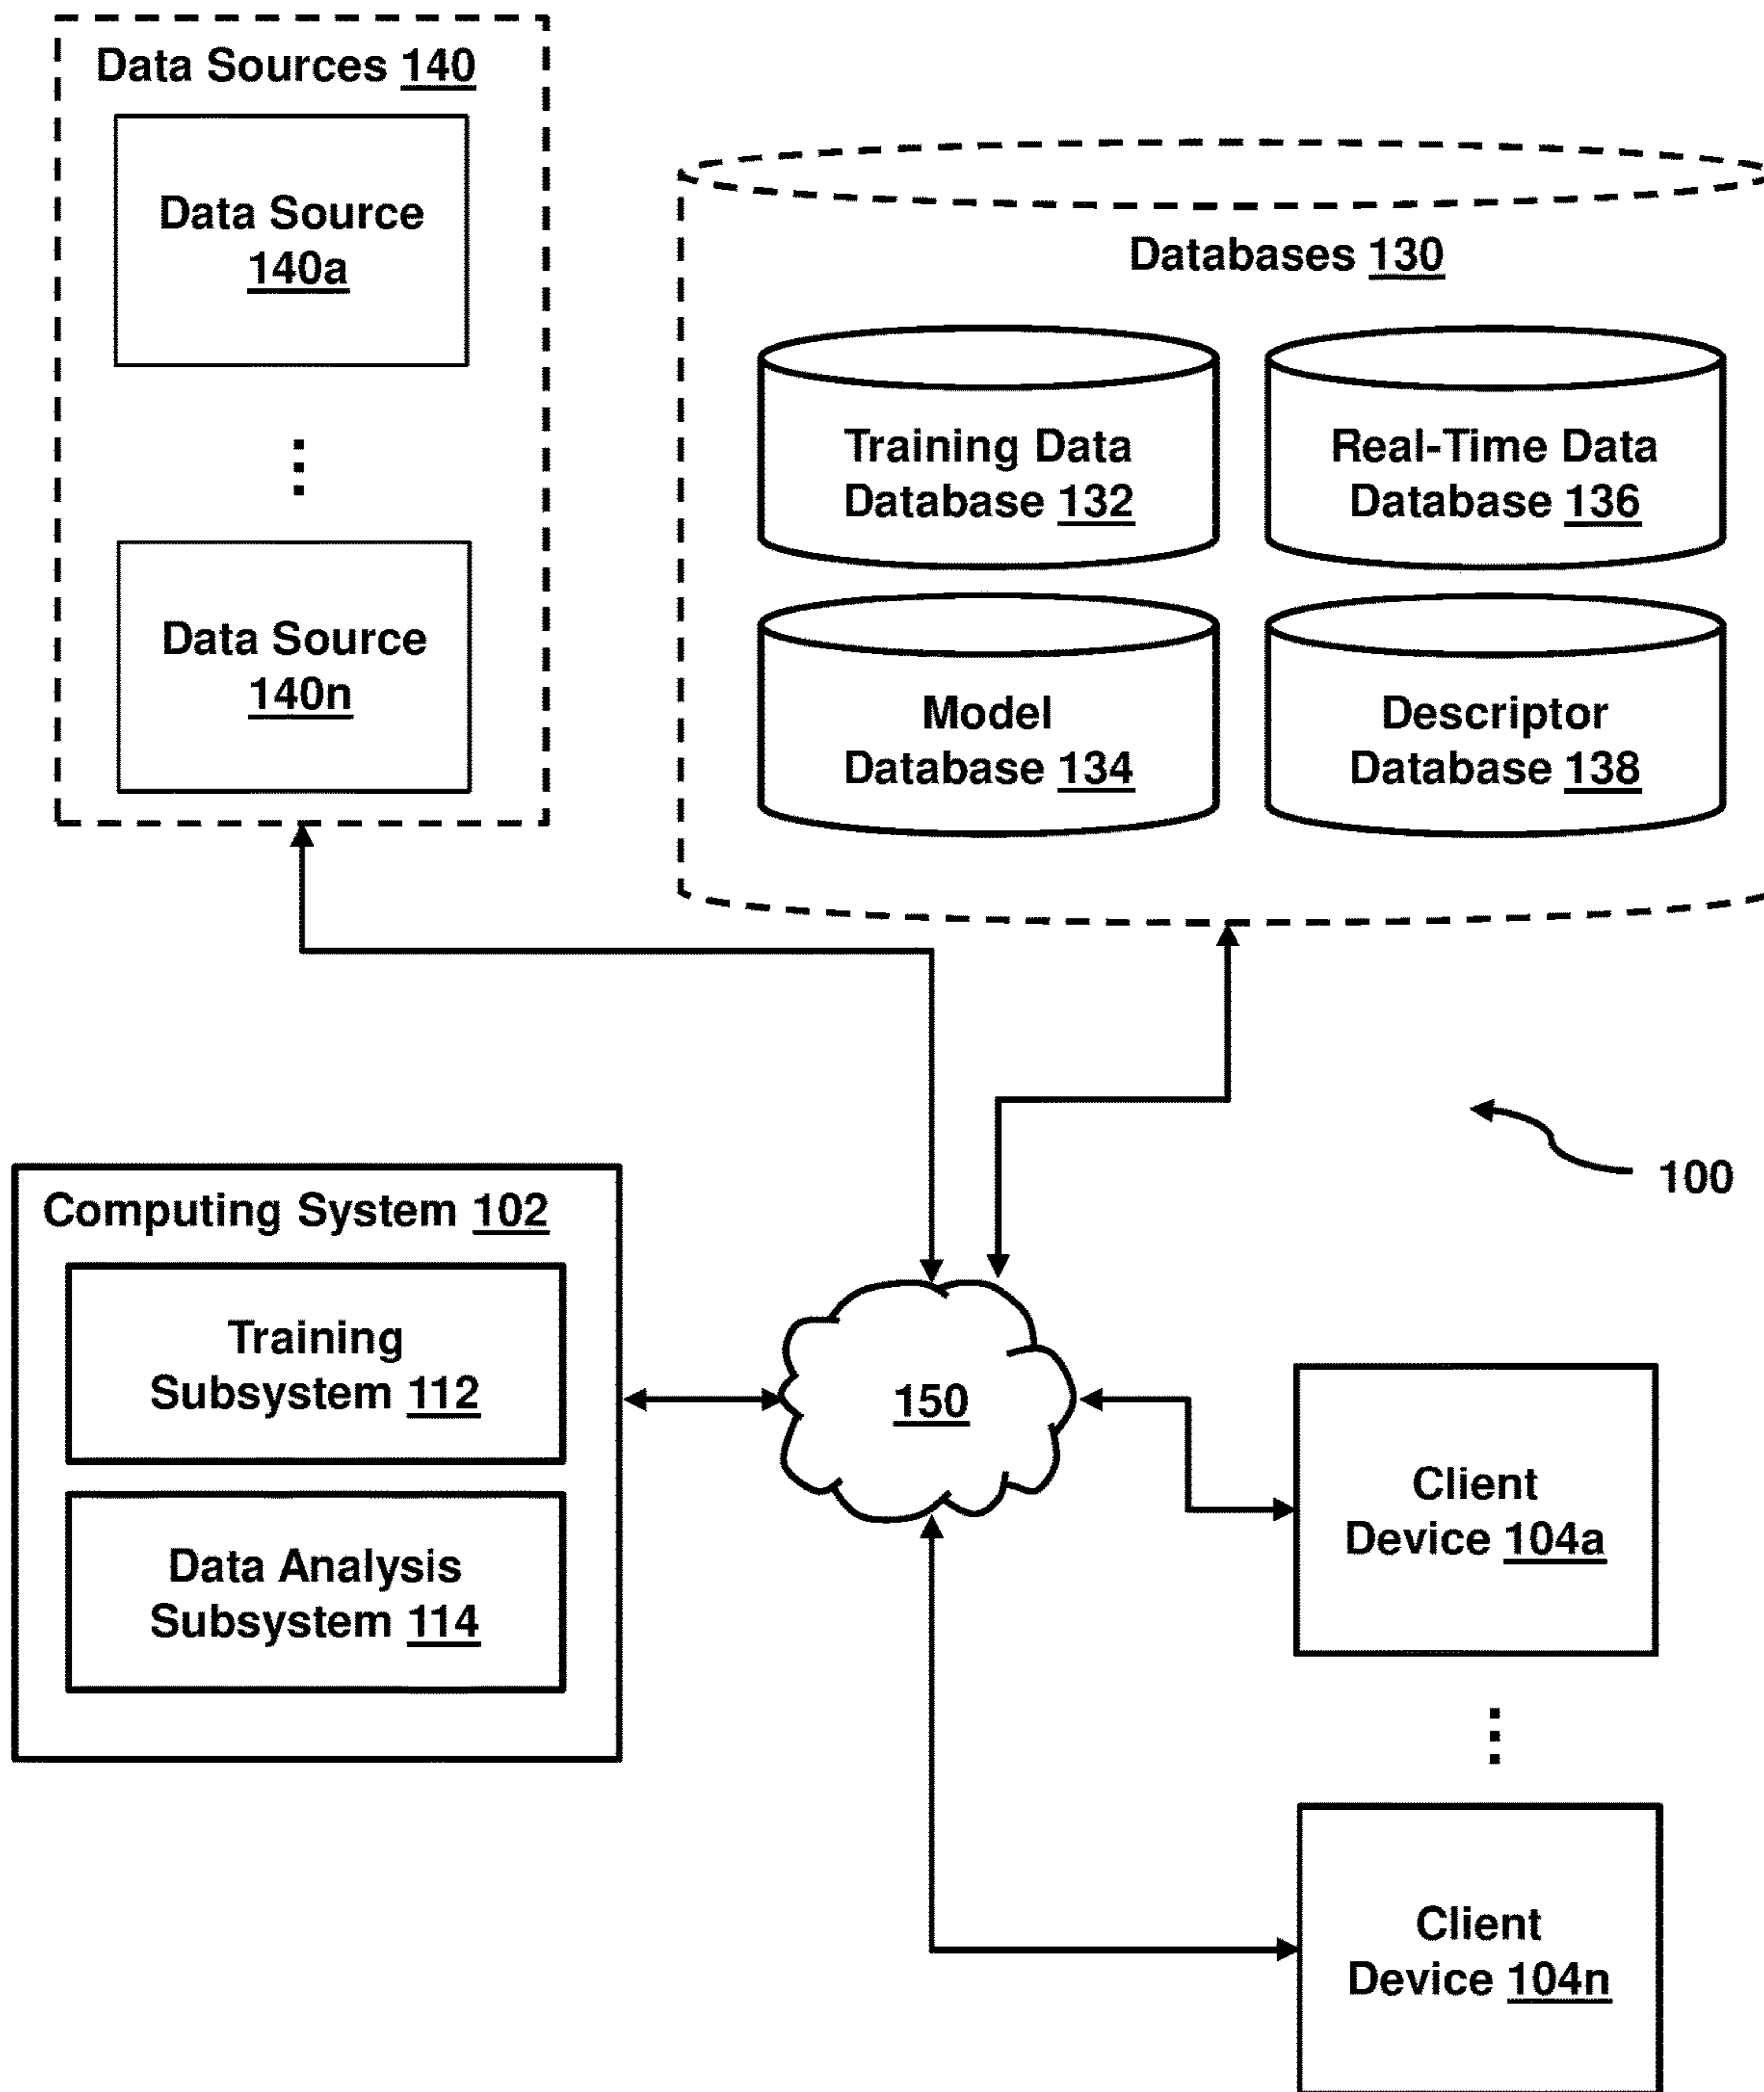 Data Sources 140
Data Source
140a
Data Source
140n
Databases 130
Training Data
Database 132
Real-Time Data
Database 136
Model
Database 134
Descriptor
Database 138
100
Computing System 102
Training
Subsystem 112
Data Analysis
Subsystem 114
150
Client
Device 104a
Client
Device 104n